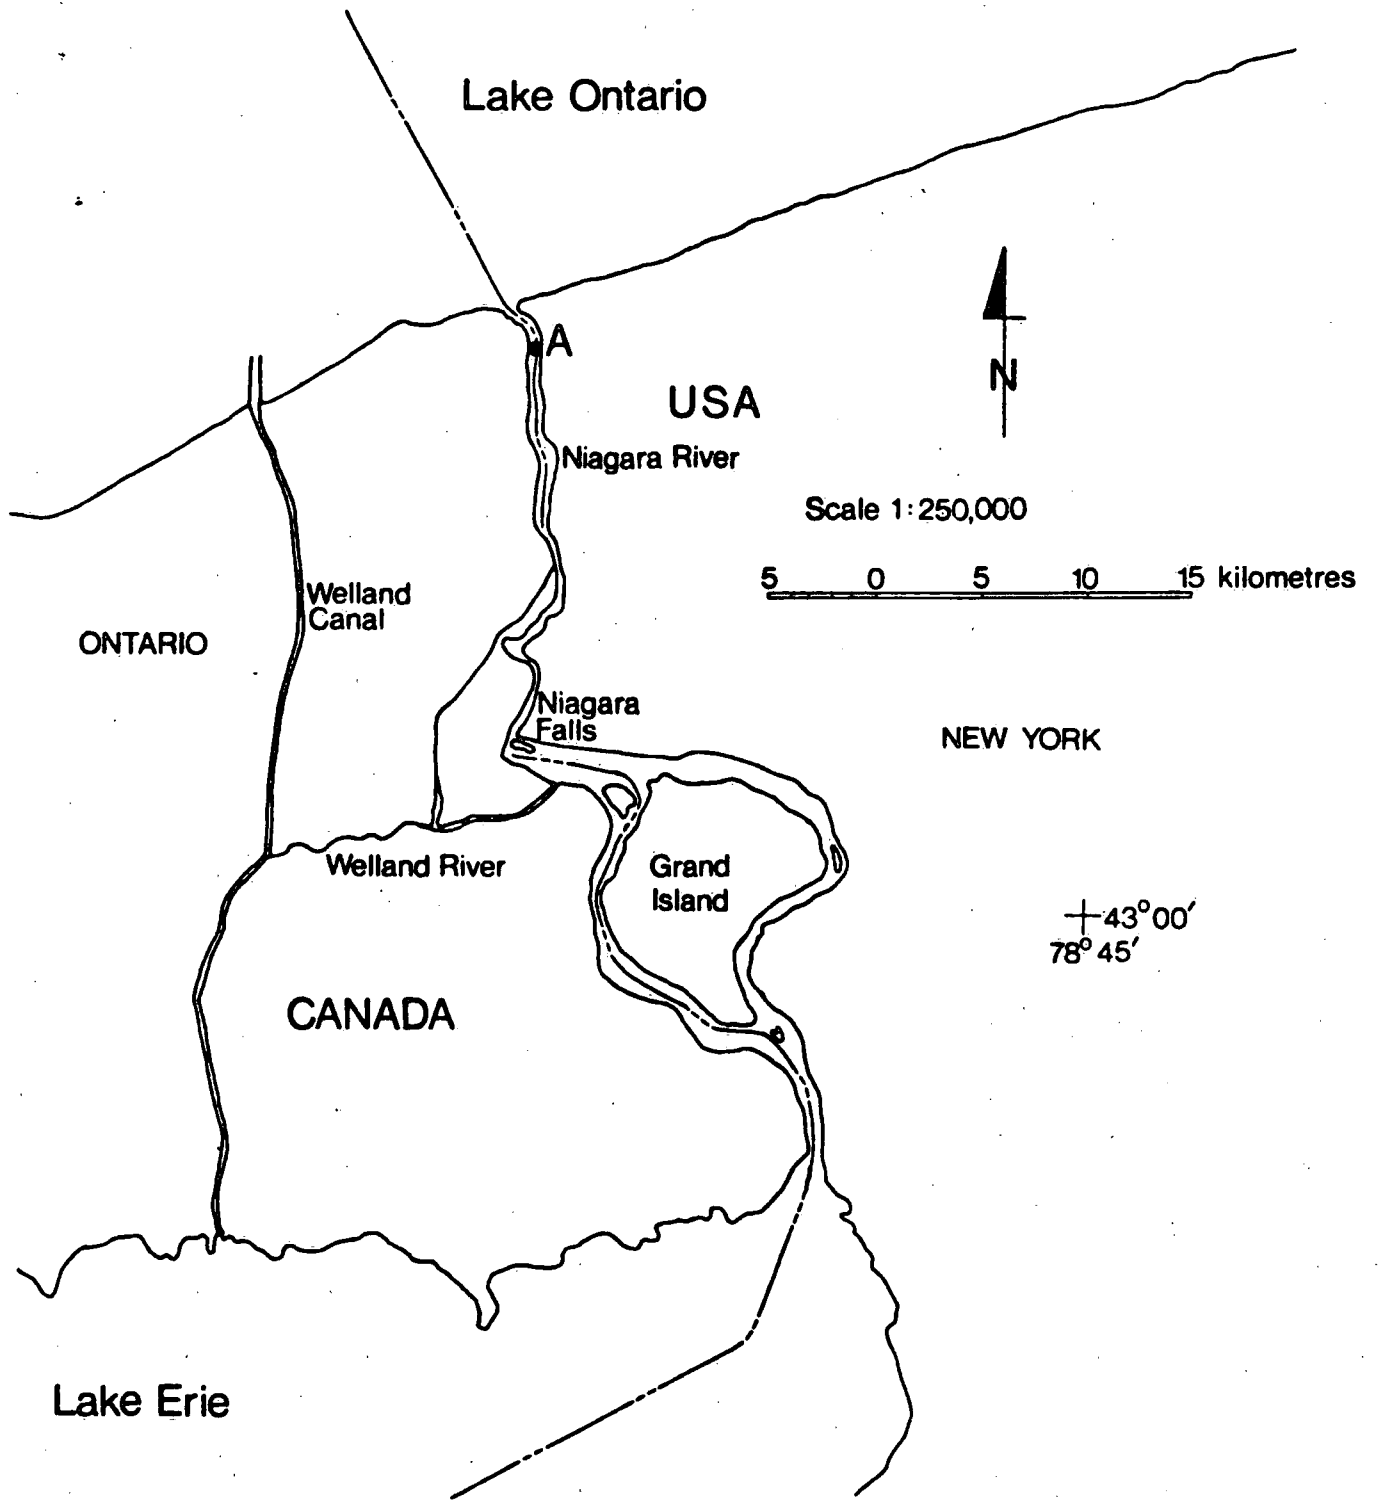 Lake Ontario
A
N
USA
Niagara River
Scale 1:250,000
5 0 5 10 15 kilometres
Welland
Canal
ONTARIO
Niagara
Falls
NEW YORK
Welland River
Grand
Island
43°00′
78°45′
CANADA
Lake Erie